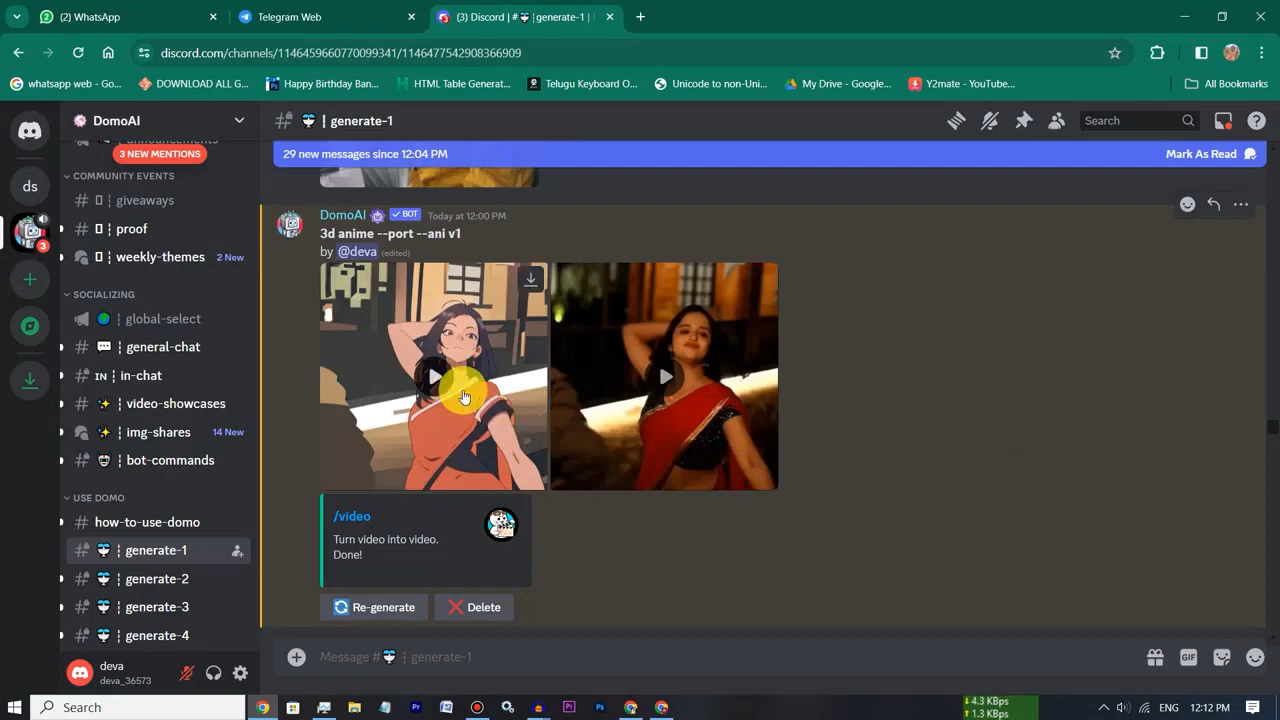 (2) WhatsApp
Telegram Web
(3) Discord | # | generate-1 |
discord.com/channels/1146459660770099341/1146477542908366909
whatsapp web - Go...
DOWNLOAD ALL G...
Happy Birthday Ban...
HTML Table Generat...
Telugu Keyboard O...
Unicode to non-Uni...
My Drive - Google...
Y2mate - YouTube...
All Bookmarks
DomoAI
| generate-1
Search
announcements
3 NEW MENTIONS
29 new messages since 12:04 PM
Mark As Read
COMMUNITY EVENTS
giveaways
proof
weekly-themes 2 New
SOCIALIZING
global-select
general-chat
IN ¦ in-chat
video-showcases
img-shares 14 New
bot-commands
USE DOMO
how-to-use-domo
generate-1
generate-2
generate-3
generate-4
ds
3
DomoAI BOT Today at 12:00 PM
3d anime --port --ani v1
by @deva (edited)
/video
Turn video into video.
Done!
Re-generate
Delete
Message # ¦ generate-1
GIF
deva
deva_36573
Search
Pr
Ps
4.3 KBps
1.3 KBps
ENG
12:12 PM